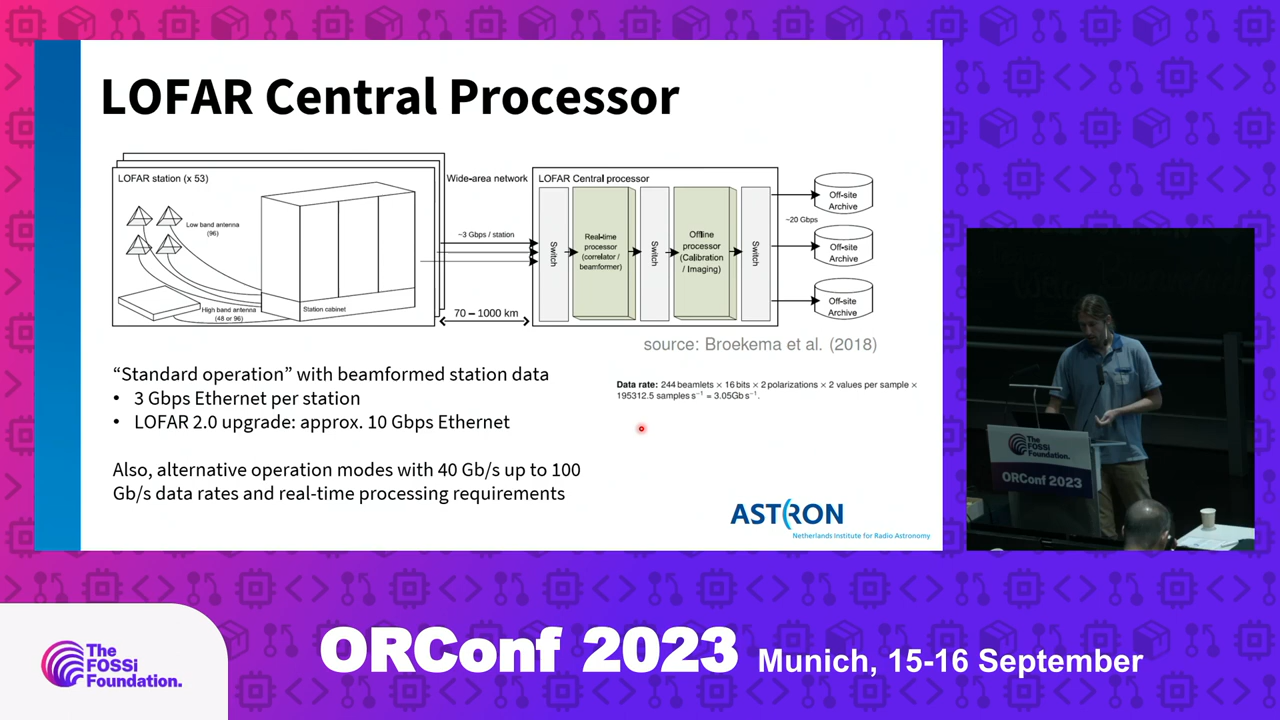 LOFAR Central Processor
LOFAR station (x 53)
Low band antenna
(96)
High band antenna
(48 or 96)
Station cabinet
Wide-area network
~3 Gbps / station
70 – 1000 km
LOFAR Central processor
Switch
Real-time
processor
(correlator /
beamformer)
Switch
Offline
processor
(Calibration
/ Imaging)
Switch
~20 Gbps
Off-site
Archive
Off-site
Archive
Off-site
Archive
source: Broekema et al. (2018)
“Standard operation” with beamformed station data
• 3 Gbps Ethernet per station
• LOFAR 2.0 upgrade: approx. 10 Gbps Ethernet
Also, alternative operation modes with 40 Gb/s up to 100
Gb/s data rates and real-time processing requirements
Data rate: 244 beamlets × 16 bits × 2 polarizations × 2 values per sample ×
195312.5 samples s⁻¹ = 3.05Gb s⁻¹.
ASTRON
Netherlands Institute for Radio Astronomy
The
FOSSi
Foundation.
ORConf 2023
The
FOSSi
Foundation.
ORConf 2023 Munich, 15-16 September